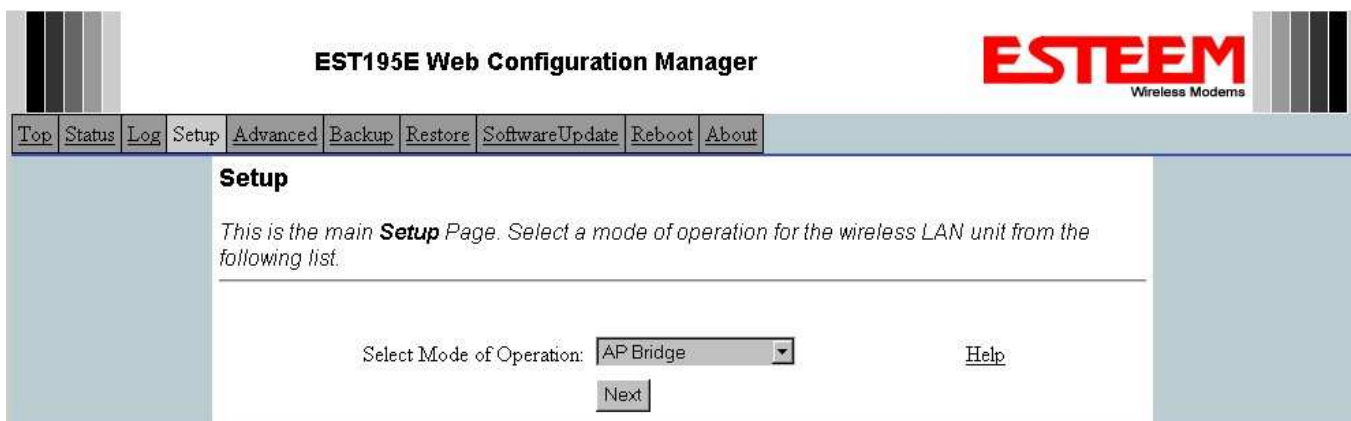 EST195E Web Configuration Manager
ESTEEM
Wireless Modems
Top Status Log Setup Advanced Backup Restore SoftwareUpdate Reboot About
Setup
This is the main Setup Page. Select a mode of operation for the wireless LAN unit from the
following list.
Select Mode of Operation: AP Bridge Help
Next